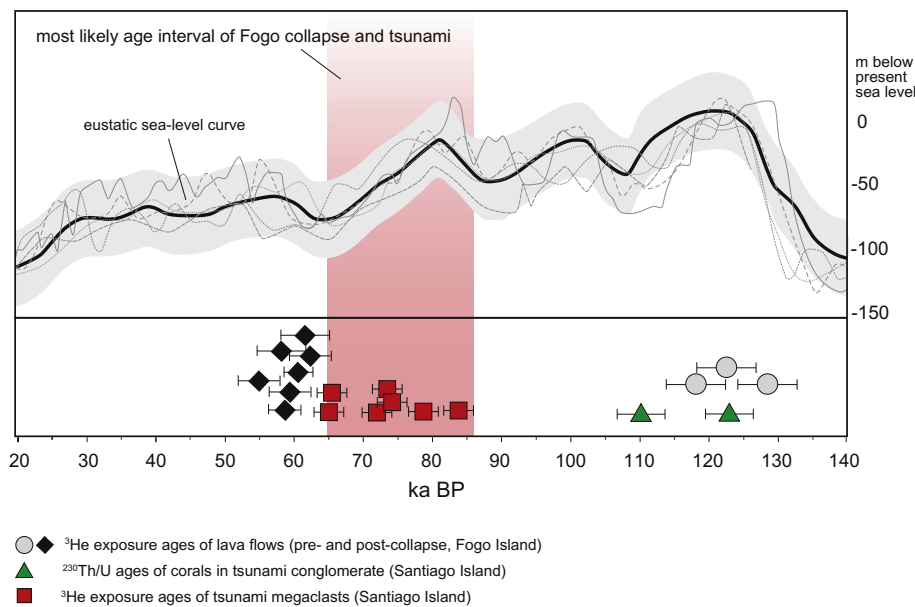 most likely age interval of Fogo collapse and tsunami
eustatic sea-level curve
m below
present
sea level
0
-50
-100
-150
20 30 40 50 60 70 80 90 100 110 120 130 140
ka BP
³He exposure ages of lava flows (pre- and post-collapse, Fogo Island)
²³⁰Th/U ages of corals in tsunami conglomerate (Santiago Island)
³He exposure ages of tsunami megaclasts (Santiago Island)